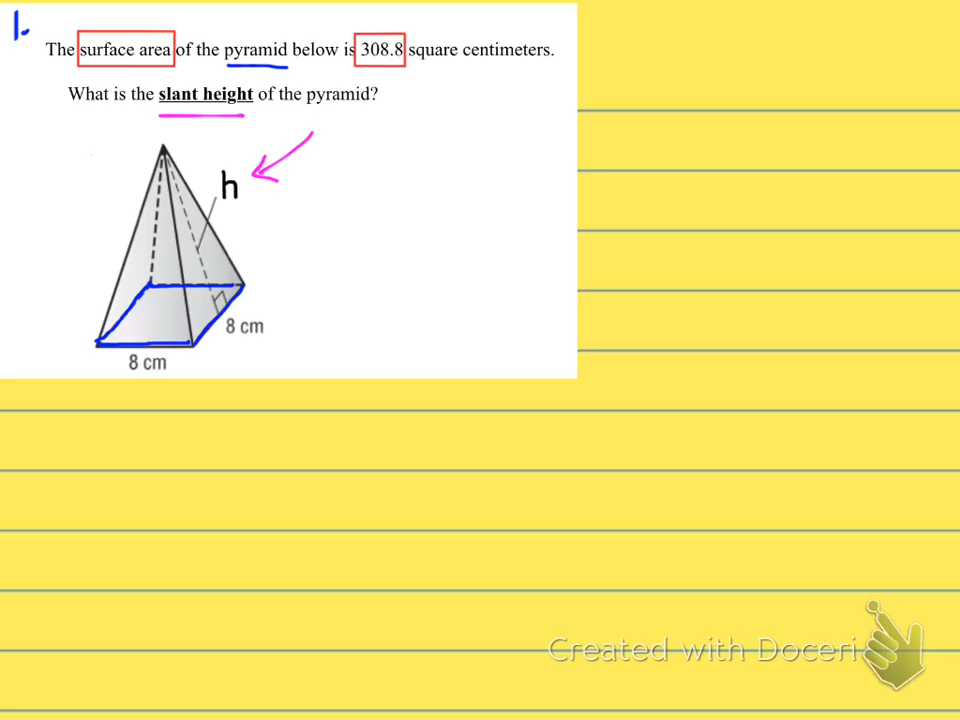 1.
The surface area of the pyramid below is 308.8 square centimeters.
What is the slant height of the pyramid?
h
8 cm
8 cm
Created with Doceri